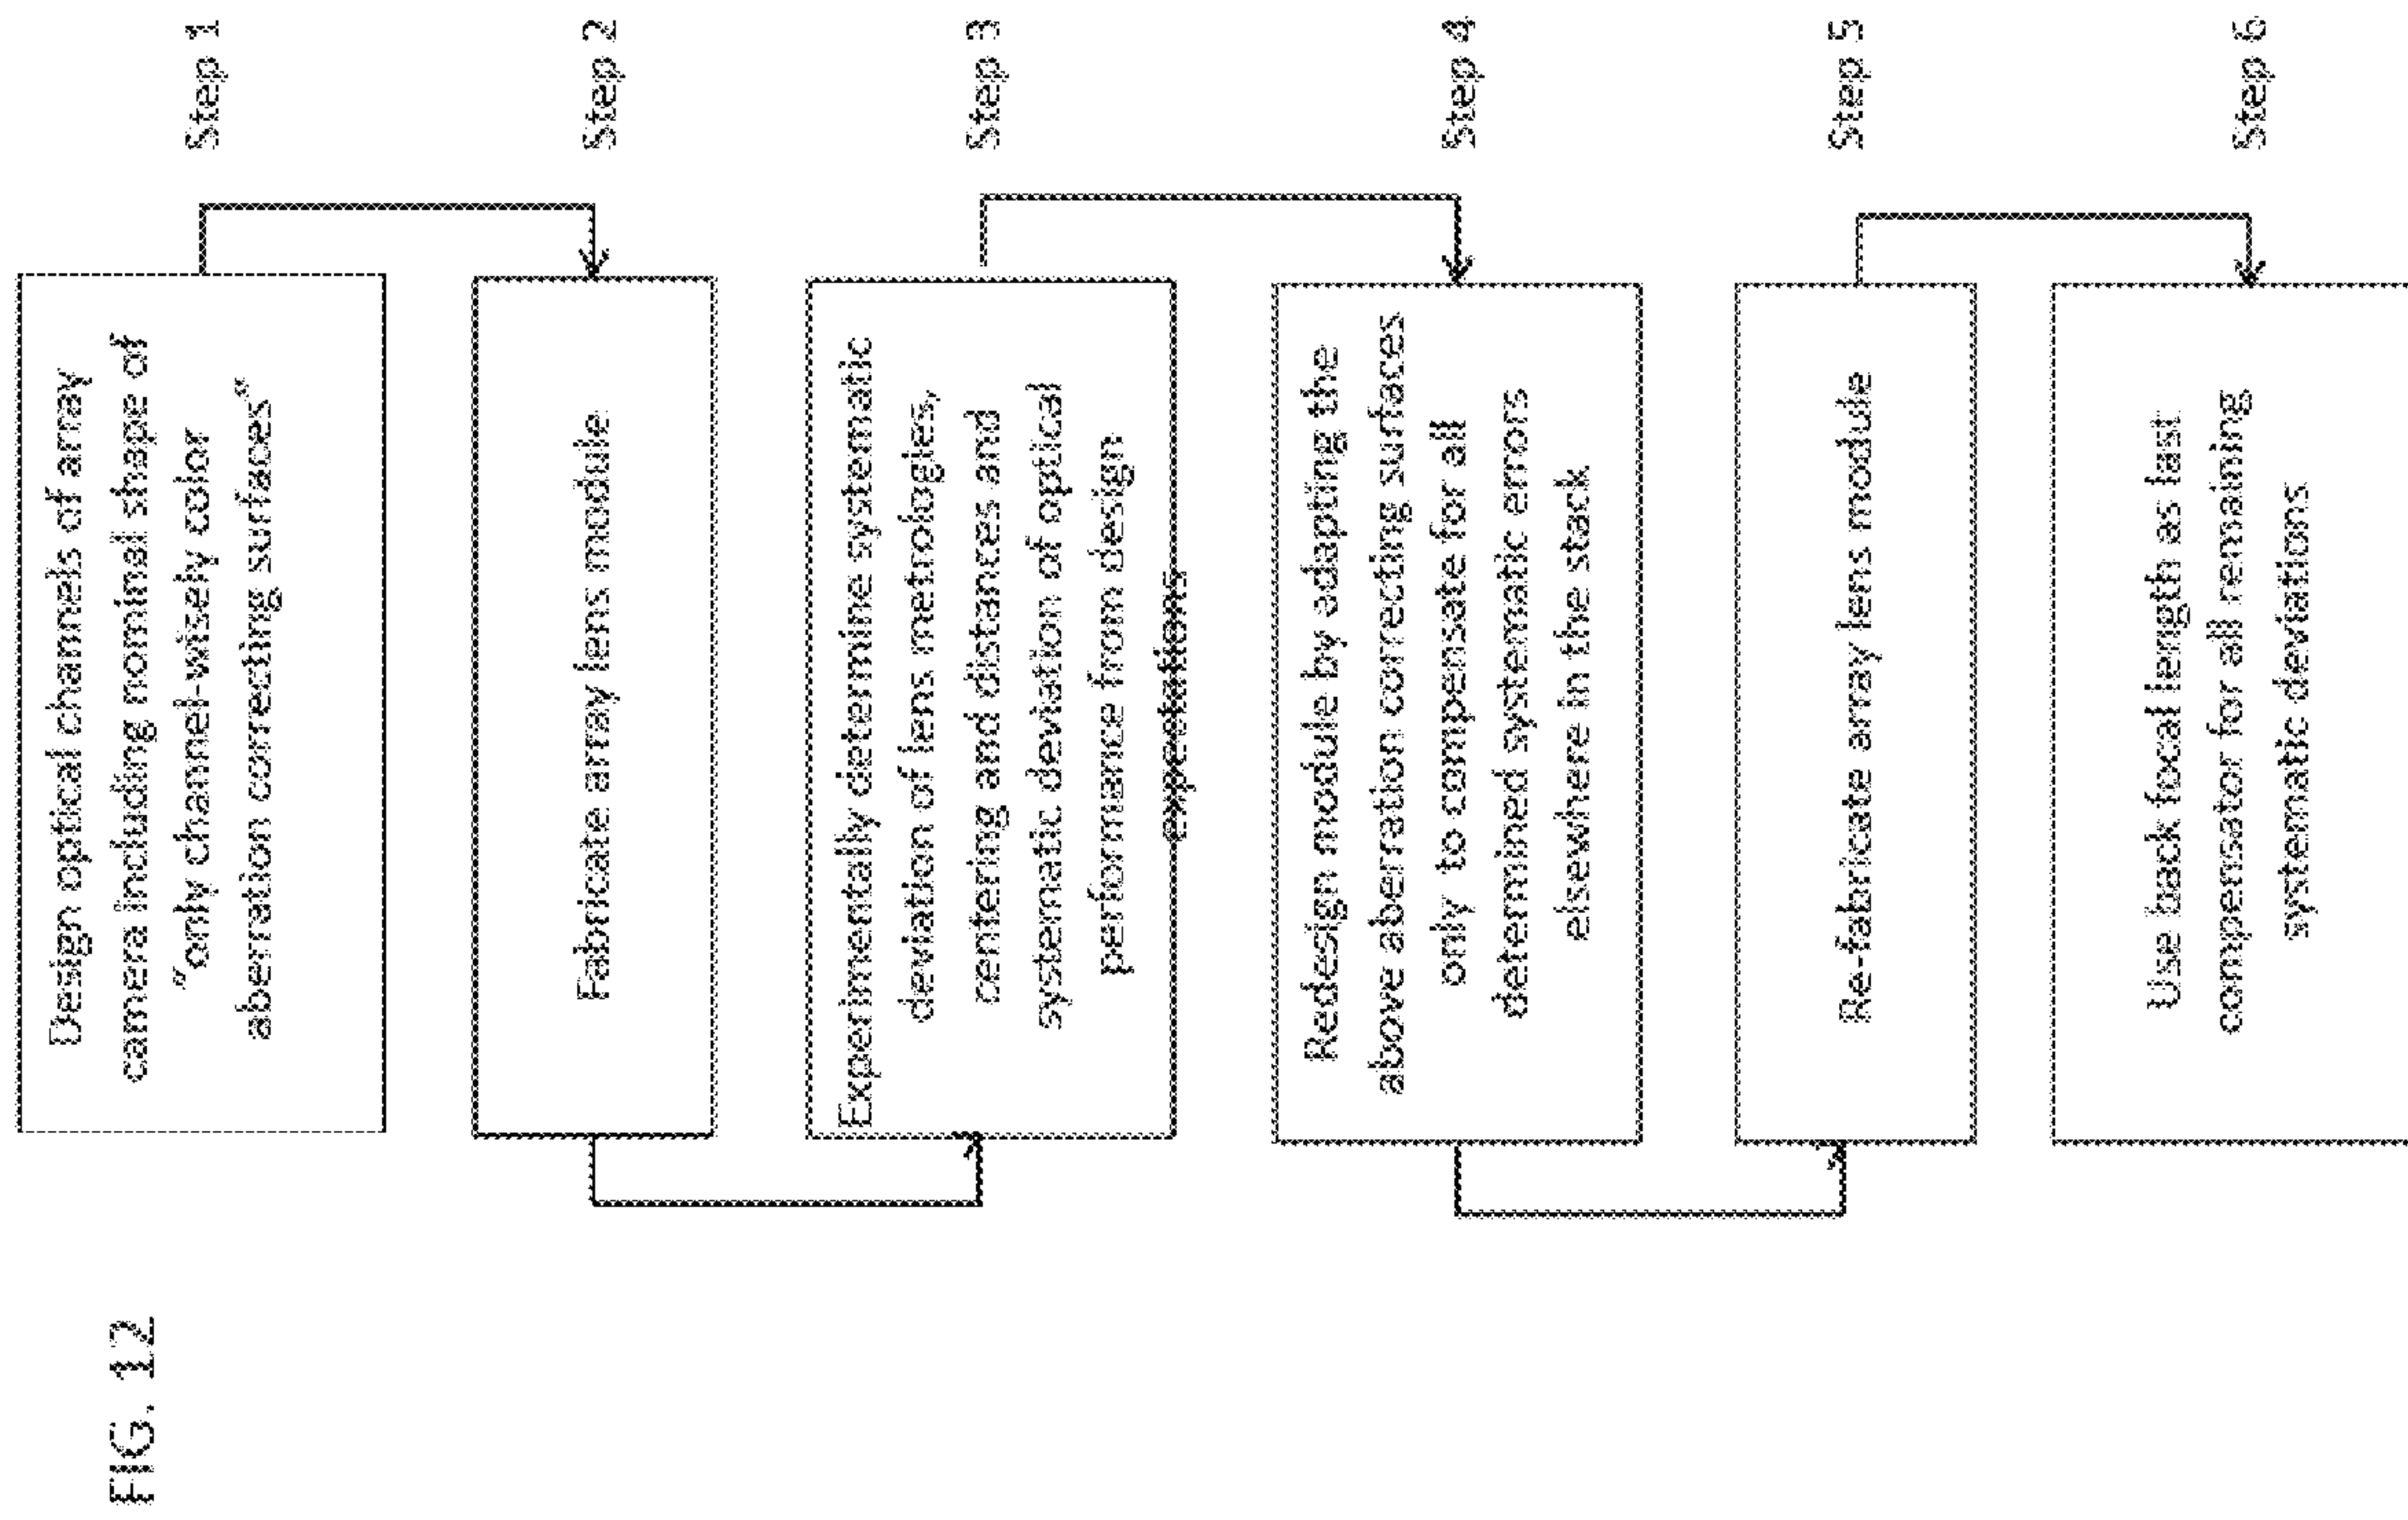 FIG. 12
Design optical channels of array
camera including nominal shape of
"only channel-wisely color
aberration correcting surfaces"
Step 1
Fabricate array lens module
Step 2
Experimentally determine systematic
deviation of lens metrologies,
centering and distances and
systematic deviation of optical
performance from design
expectations
Step 3
Redesign module by adapting the
above aberration correcting surfaces
only to compensate for all
determined systematic errors
elsewhere in the stack
Step 4
Re-fabricate array lens module
Step 5
Use back focal length as last
compensator for all remaining
systematic deviations
Step 6